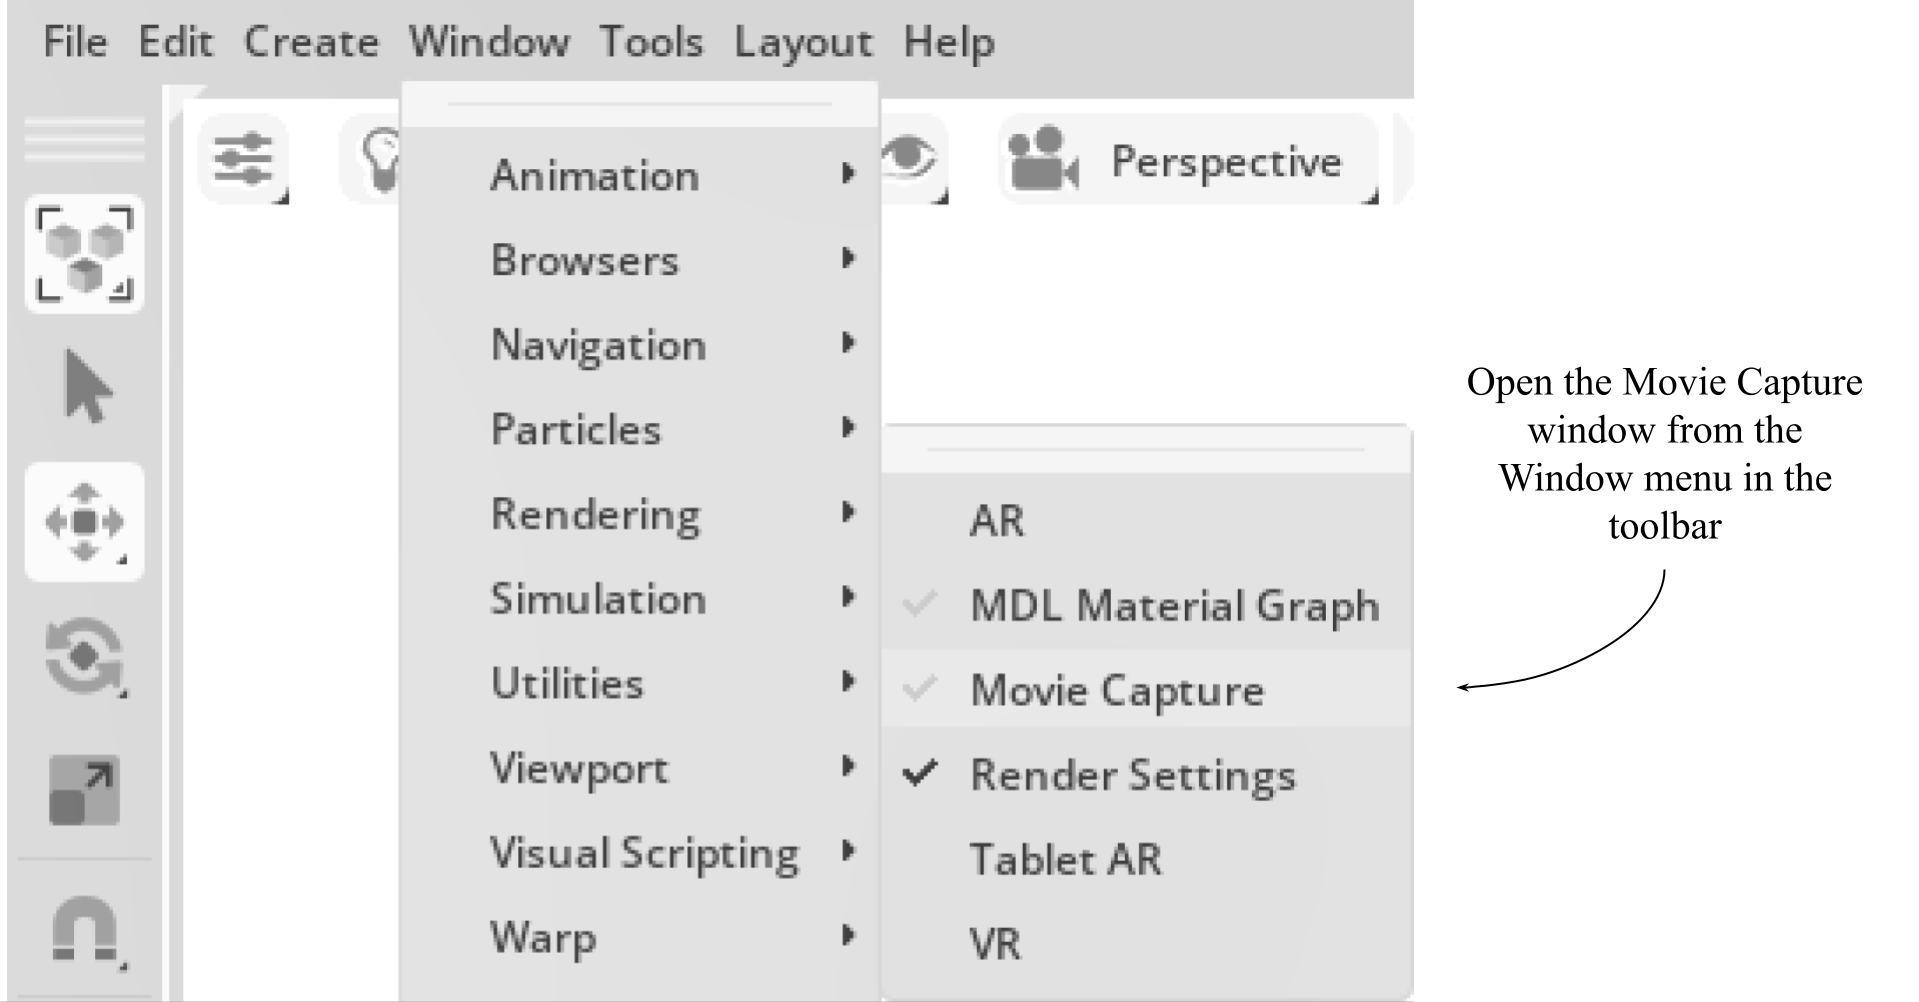 File Edit Create Window Tools Layout Help
Perspective
Animation
Browsers
Navigation
Particles
Rendering
Simulation
Utilities
Viewport
Visual Scripting
Warp
AR
MDL Material Graph
Movie Capture
Render Settings
Tablet AR
VR
Open the Movie Capture
window from the
Window menu in the
toolbar